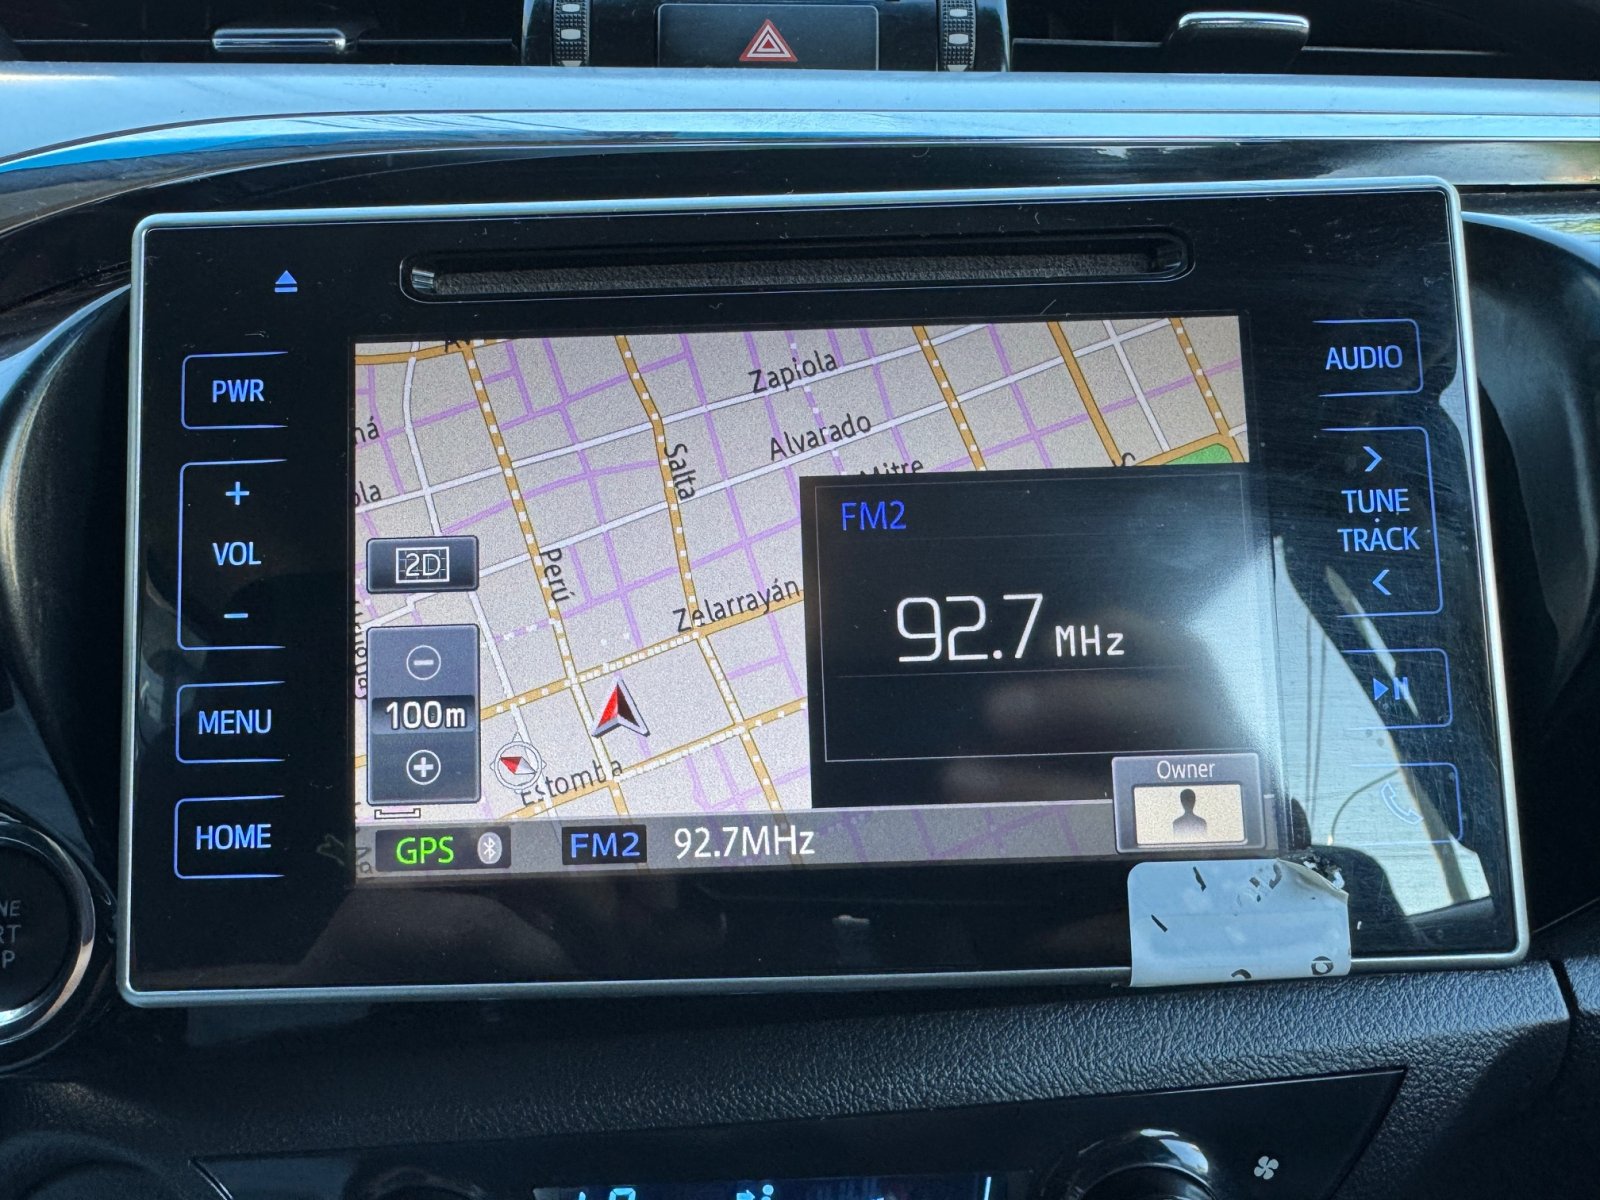 PWR
+
VOL
−
MENU
HOME
AUDIO
>
TUNE
TRACK
<
Zapiola
Alvarado
Mitre
Salta
Perú
Zelarrayán
Estomba
2D
100m
FM2
92.7 MHz
Owner
GPS
FM2 92.7MHz